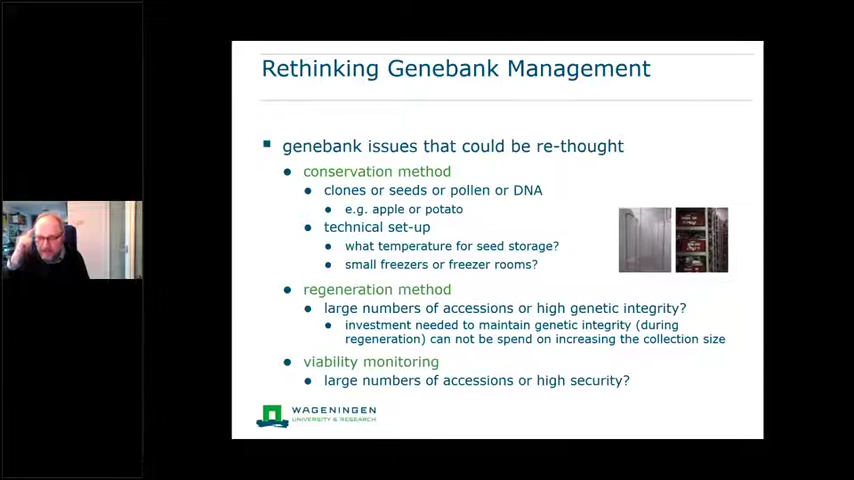 Rethinking Genebank Management
genebank issues that could be re-thought
conservation method
clones or seeds or pollen or DNA
e.g. apple or potato
technical set-up
what temperature for seed storage?
small freezers or freezer rooms?
regeneration method
large numbers of accessions or high genetic integrity?
investment needed to maintain genetic integrity (during
regeneration) can not be spend on increasing the collection size
viability monitoring
large numbers of accessions or high security?
WAGENINGEN
UNIVERSITY & RESEARCH